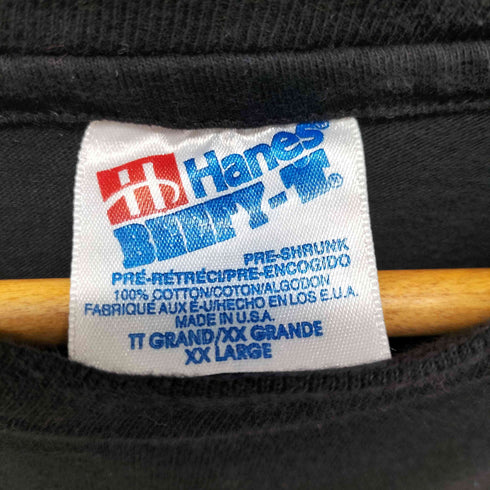 Hanes®
BEEFY-T®
PRE-SHRUNK
PRÉ-RÉTRÉCI/PRE-ENCOGIDO
100% COTTON/COTON/ALGODON
FABRIQUÉ AUX É-U/HECHO EN LOS E.U.A.
MADE IN U.S.A.
TT GRAND/XX GRANDE
XX LARGE